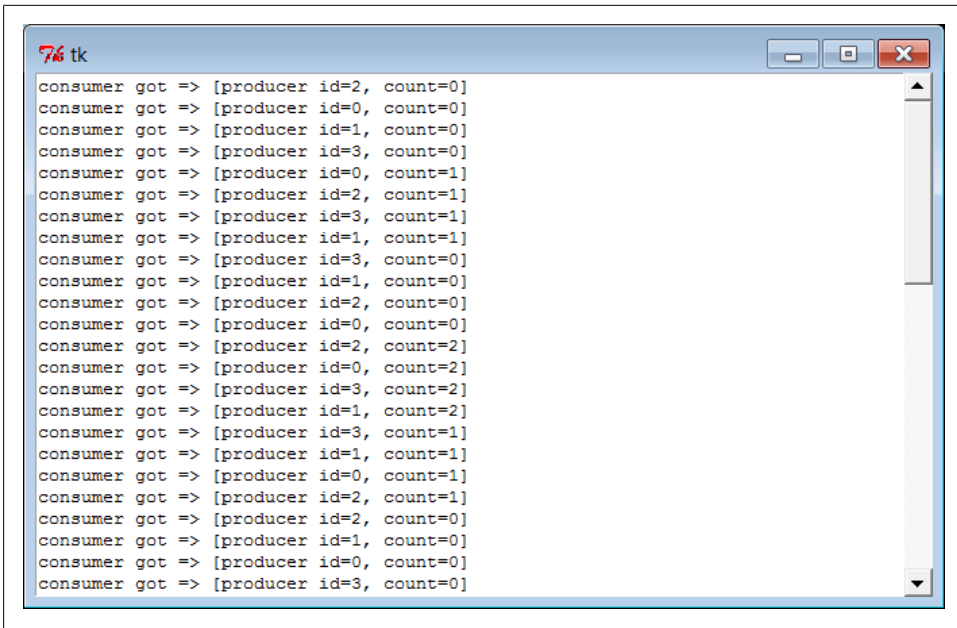 tk
consumer got => [producer id=2, count=0]
consumer got => [producer id=0, count=0]
consumer got => [producer id=1, count=0]
consumer got => [producer id=3, count=0]
consumer got => [producer id=0, count=1]
consumer got => [producer id=2, count=1]
consumer got => [producer id=3, count=1]
consumer got => [producer id=1, count=1]
consumer got => [producer id=3, count=0]
consumer got => [producer id=1, count=0]
consumer got => [producer id=2, count=0]
consumer got => [producer id=0, count=0]
consumer got => [producer id=2, count=2]
consumer got => [producer id=0, count=2]
consumer got => [producer id=3, count=2]
consumer got => [producer id=1, count=2]
consumer got => [producer id=3, count=1]
consumer got => [producer id=1, count=1]
consumer got => [producer id=0, count=1]
consumer got => [producer id=2, count=1]
consumer got => [producer id=2, count=0]
consumer got => [producer id=1, count=0]
consumer got => [producer id=0, count=0]
consumer got => [producer id=3, count=0]